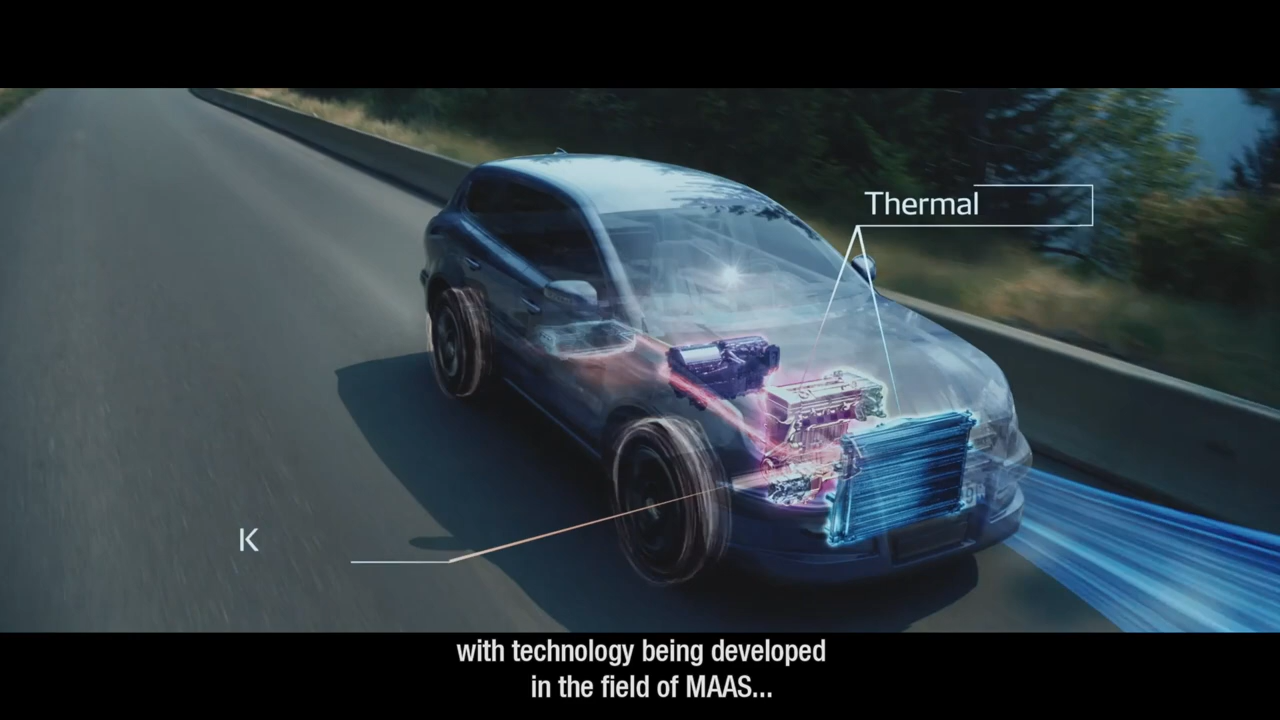 Thermal
K
with technology being developed
in the field of MAAS...